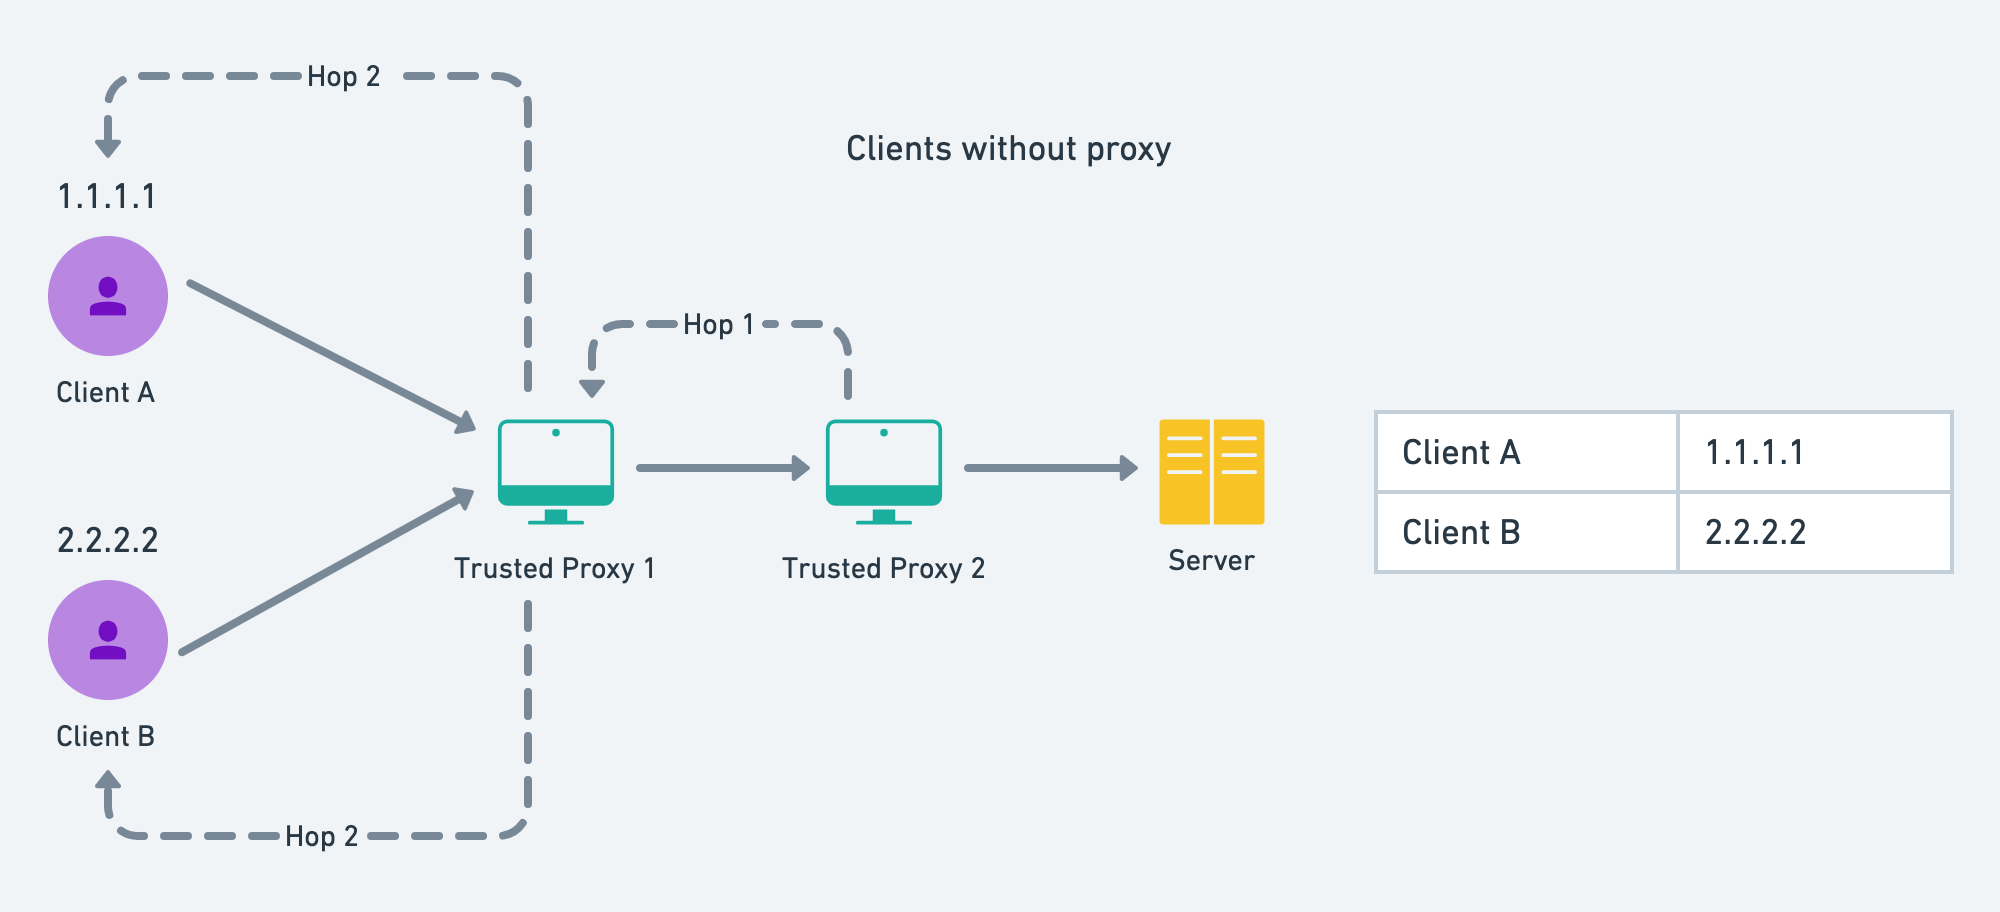 Hop 2
Clients without proxy
1.1.1.1
Client A
Hop 1
2.2.2.2
Client B
Trusted Proxy 1
Trusted Proxy 2
Server
Client A 1.1.1.1
Client B 2.2.2.2
Hop 2